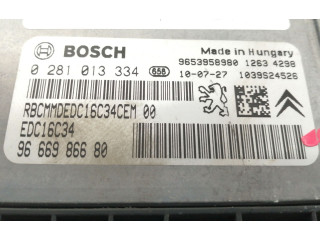 BOSCH
Made in Hungary
9653958980 1263 4298
0 281 013 334 658 10-07-27 1039S24526
RBCMMDEDC16C34CEM 00
EDC16C34
96 669 866 80